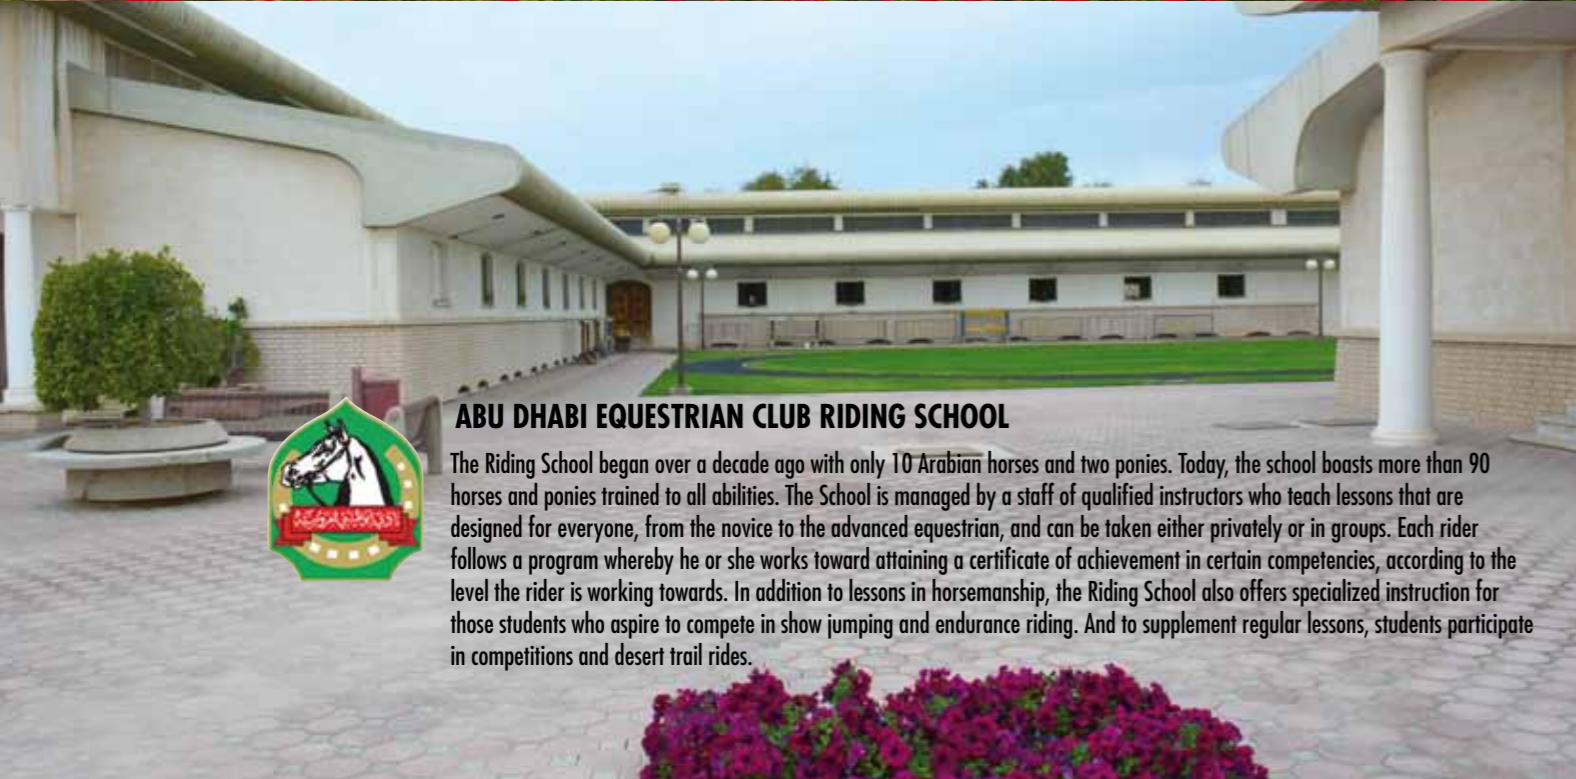 ABU DHABI EQUESTRIAN CLUB RIDING SCHOOL
The Riding School began over a decade ago with only 10 Arabian horses and two ponies. Today, the school boasts more than 90
horses and ponies trained to all abilities. The School is managed by a staff of qualified instructors who teach lessons that are
designed for everyone, from the novice to the advanced equestrian, and can be taken either privately or in groups. Each rider
follows a program whereby he or she works toward attaining a certificate of achievement in certain competencies, according to the
level the rider is working towards. In addition to lessons in horsemanship, the Riding School also offers specialized instruction for
those students who aspire to compete in show jumping and endurance riding. And to supplement regular lessons, students participate
in competitions and desert trail rides.